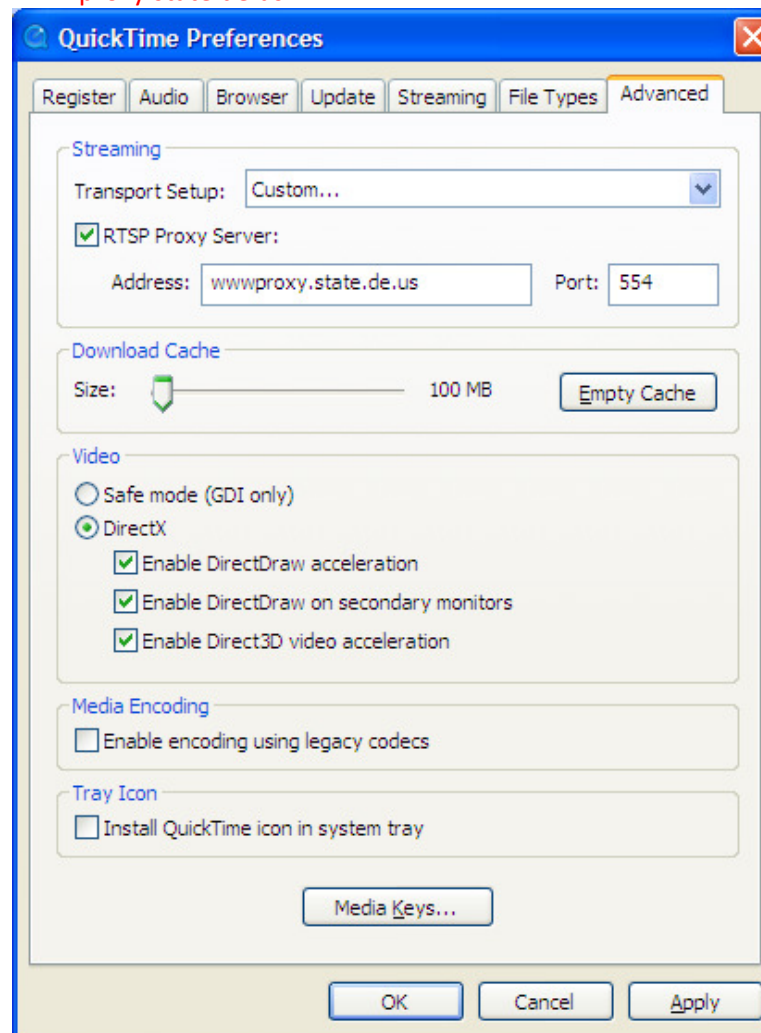 QuickTime Preferences
Register Audio Browser Update Streaming File Types Advanced
Streaming
Transport Setup: Custom...
RTSP Proxy Server:
Address: wwwproxy.state.de.us Port: 554
Download Cache
Size: 100 MB Empty Cache
Video
Safe mode (GDI only)
DirectX
Enable DirectDraw acceleration
Enable DirectDraw on secondary monitors
Enable Direct3D video acceleration
Media Encoding
Enable encoding using legacy codecs
Tray Icon
Install QuickTime icon in system tray
Media Keys...
OK Cancel Apply